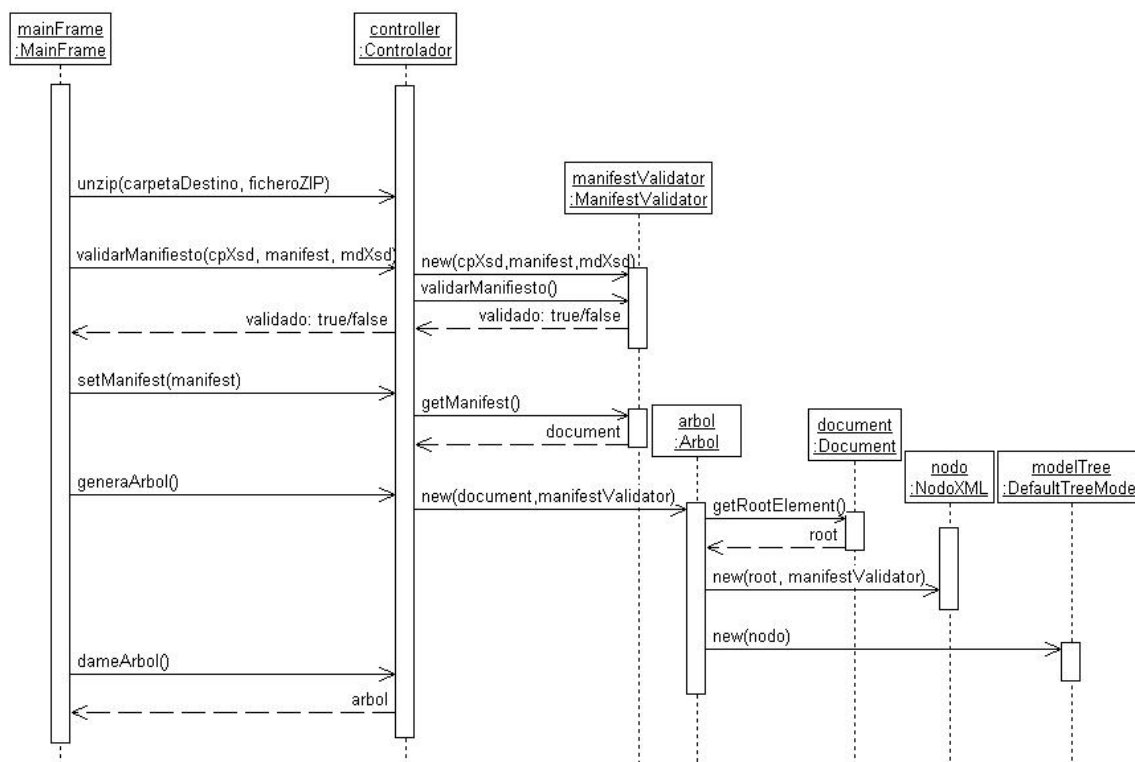 mainFrame
:MainFrame
controller
:Controlador
unzip(carpetaDestino, ficheroZIP)
manifestValidator
:ManifestValidator
validarManifiesto(cpXsd, manifest, mdXsd)
new(cpXsd,manifest,mdXsd)
validarManifiesto()
validado: true/false
validado: true/false
setManifest(manifest)
getManifest()
document
arbol
:Arbol
document
:Document
nodo
:NodoXML
modelTree
:DefaultTreeModel
generaArbol()
new(document,manifestValidator)
getRootElement()
root
new(root, manifestValidator)
new(nodo)
dameArbol()
arbol